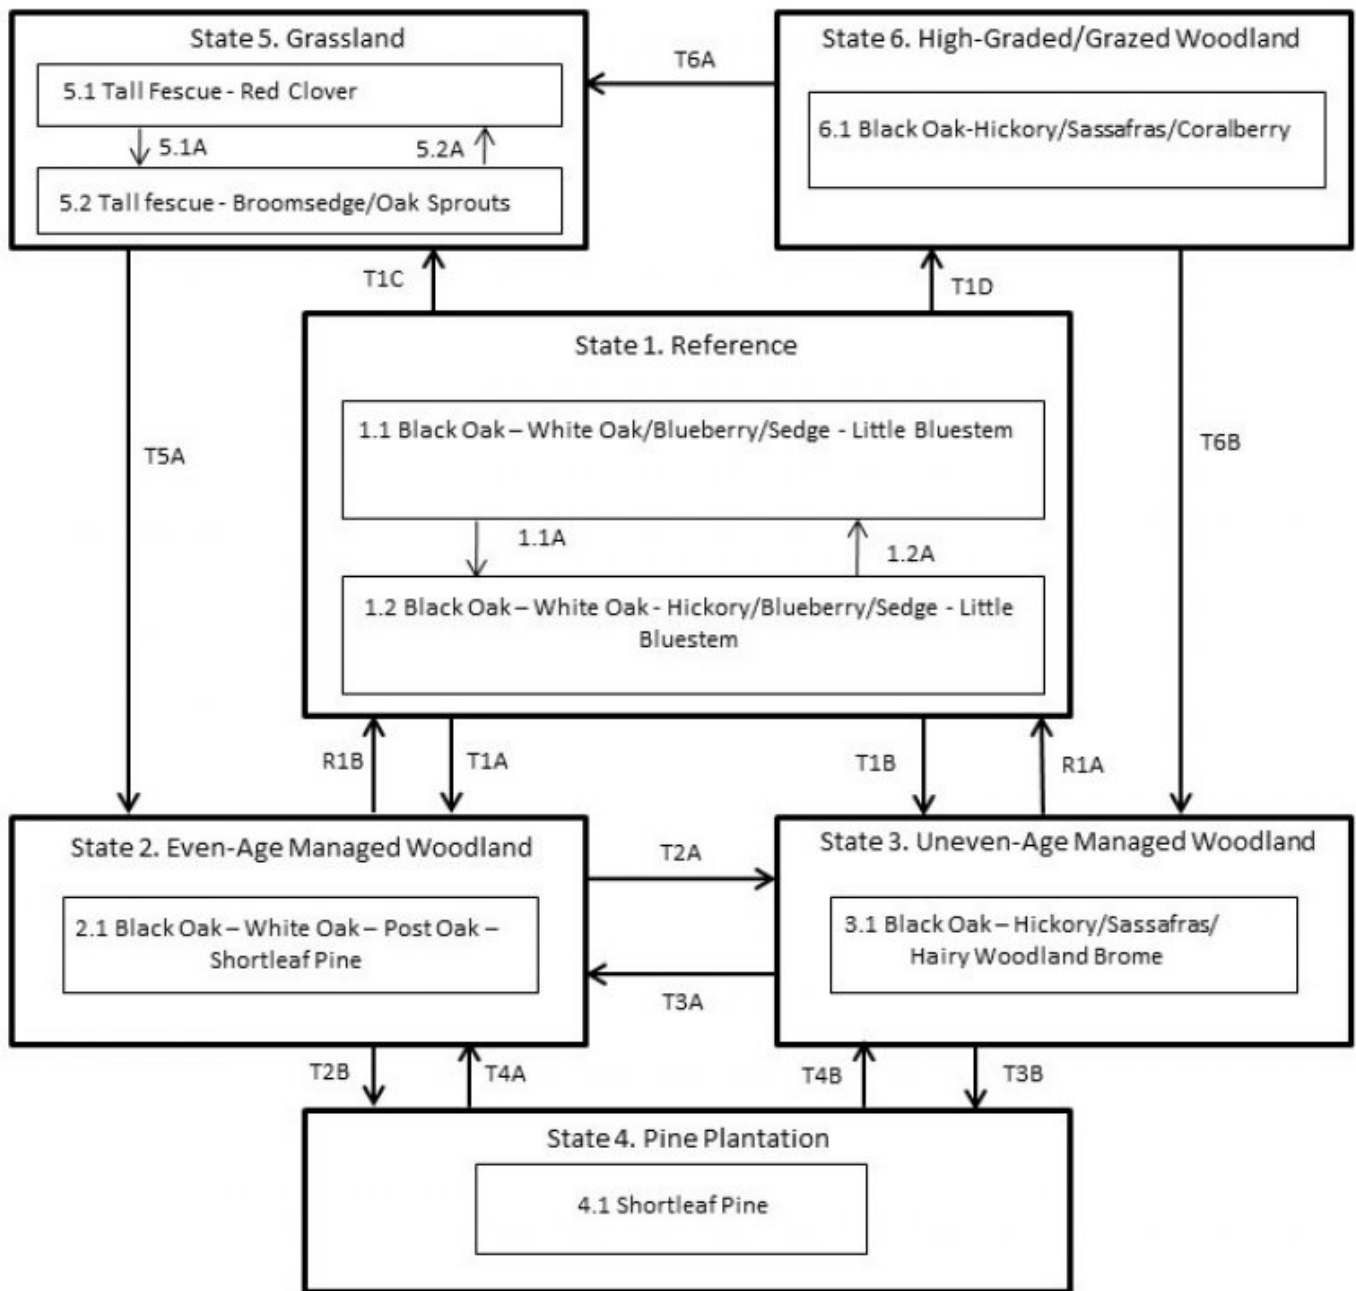 State 5. Grassland
5.1 Tall Fescue - Red Clover
5.1A
5.2A
5.2 Tall fescue - Broomsedge/Oak Sprouts
T6A
State 6. High-Graded/Grazed Woodland
6.1 Black Oak-Hickory/Sassafras/Coralberry
T1C
T1D
State 1. Reference
1.1 Black Oak – White Oak/Blueberry/Sedge - Little Bluestem
1.1A
1.2A
1.2 Black Oak – White Oak - Hickory/Blueberry/Sedge - Little
Bluestem
T5A
T6B
R1B
T1A
T1B
R1A
State 2. Even-Age Managed Woodland
2.1 Black Oak – White Oak – Post Oak –
Shortleaf Pine
T2A
T3A
State 3. Uneven-Age Managed Woodland
3.1 Black Oak – Hickory/Sassafras/
Hairy Woodland Brome
T2B
T4A
T4B
T3B
State 4. Pine Plantation
4.1 Shortleaf Pine